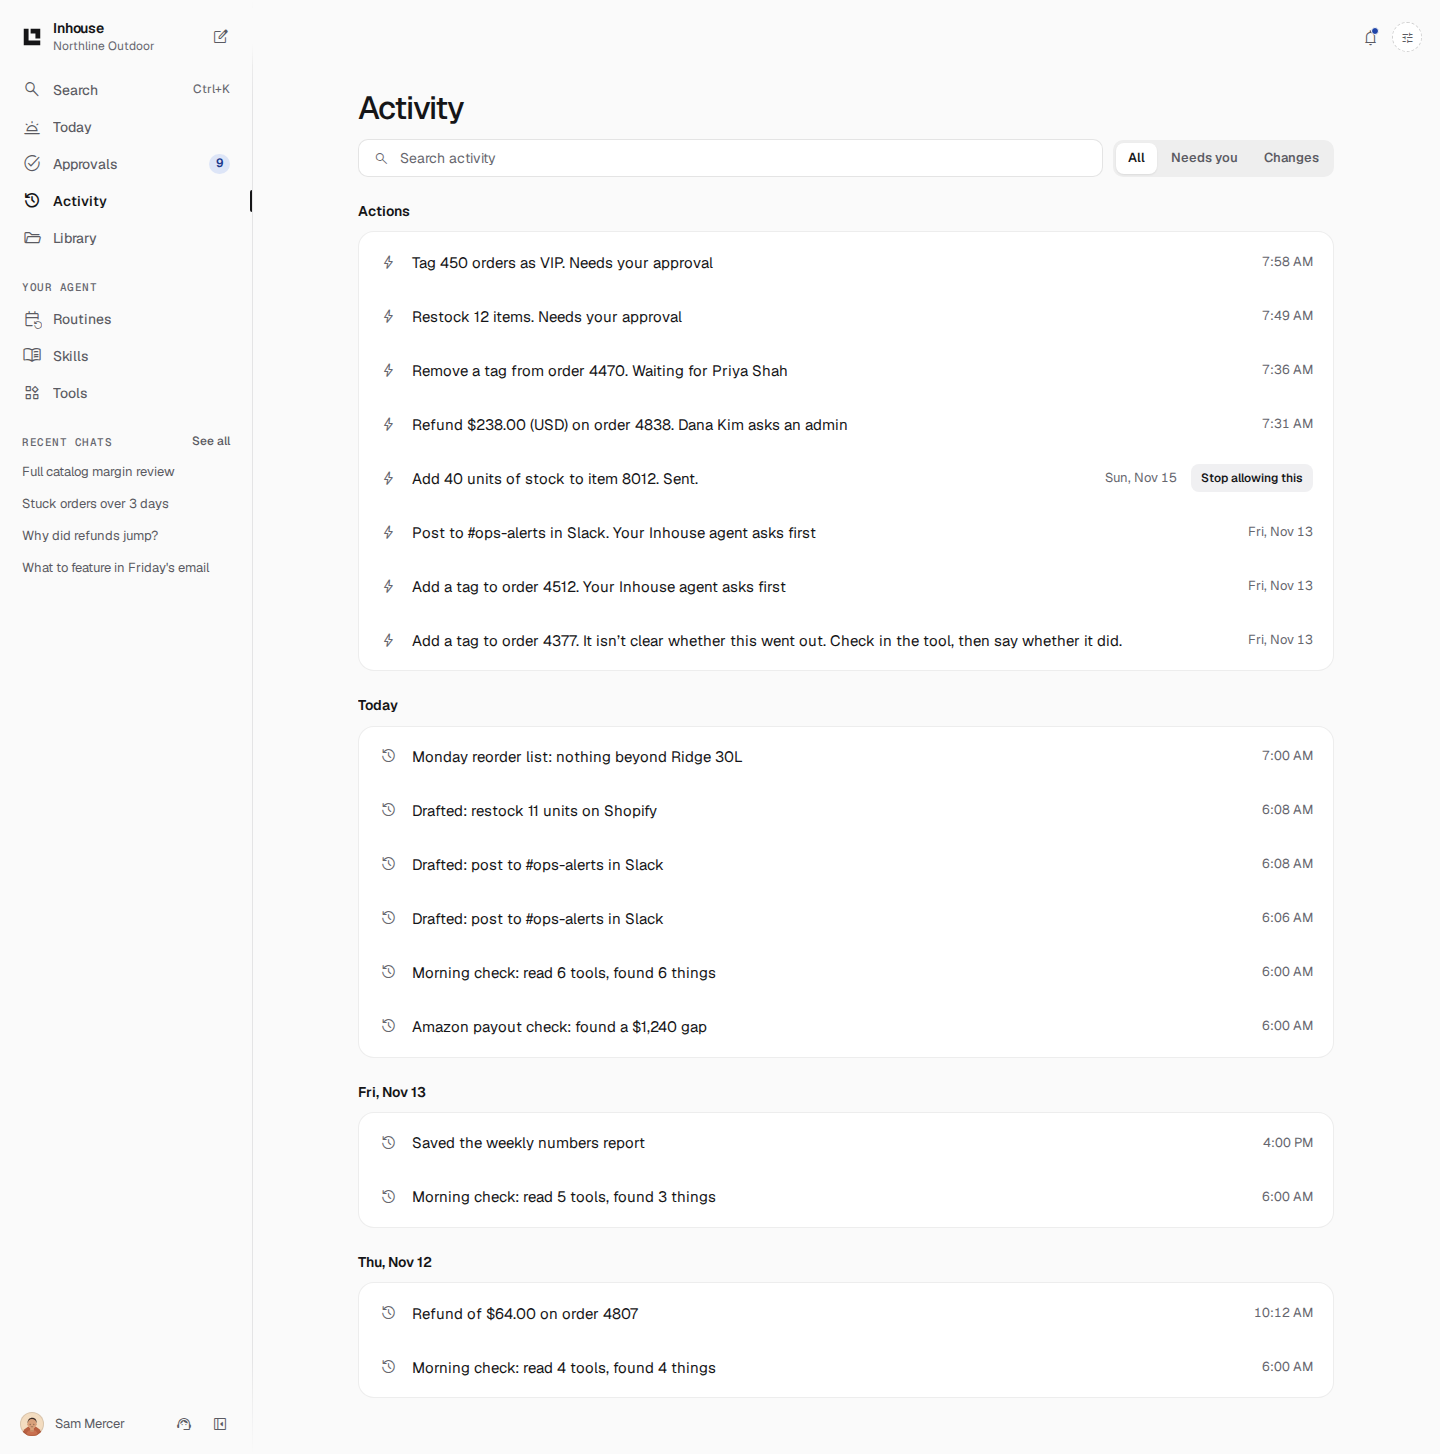 Inhouse
Northline Outdoor
Search Ctrl+K
Today
Approvals 9
Activity
Library
YOUR AGENT
Routines
Skills
Tools
RECENT CHATS See all
Full catalog margin review
Stuck orders over 3 days
Why did refunds jump?
What to feature in Friday's email
Sam Mercer
Activity
Search activity
All Needs you Changes
Actions
Tag 450 orders as VIP. Needs your approval 7:58 AM
Restock 12 items. Needs your approval 7:49 AM
Remove a tag from order 4470. Waiting for Priya Shah 7:36 AM
Refund $238.00 (USD) on order 4838. Dana Kim asks an admin 7:31 AM
Add 40 units of stock to item 8012. Sent. Sun, Nov 15 Stop allowing this
Post to #ops-alerts in Slack. Your Inhouse agent asks first Fri, Nov 13
Add a tag to order 4512. Your Inhouse agent asks first Fri, Nov 13
Add a tag to order 4377. It isn’t clear whether this went out. Check in the tool, then say whether it did. Fri, Nov 13
Today
Monday reorder list: nothing beyond Ridge 30L 7:00 AM
Drafted: restock 11 units on Shopify 6:08 AM
Drafted: post to #ops-alerts in Slack 6:08 AM
Drafted: post to #ops-alerts in Slack 6:06 AM
Morning check: read 6 tools, found 6 things 6:00 AM
Amazon payout check: found a $1,240 gap 6:00 AM
Fri, Nov 13
Saved the weekly numbers report 4:00 PM
Morning check: read 5 tools, found 3 things 6:00 AM
Thu, Nov 12
Refund of $64.00 on order 4807 10:12 AM
Morning check: read 4 tools, found 4 things 6:00 AM